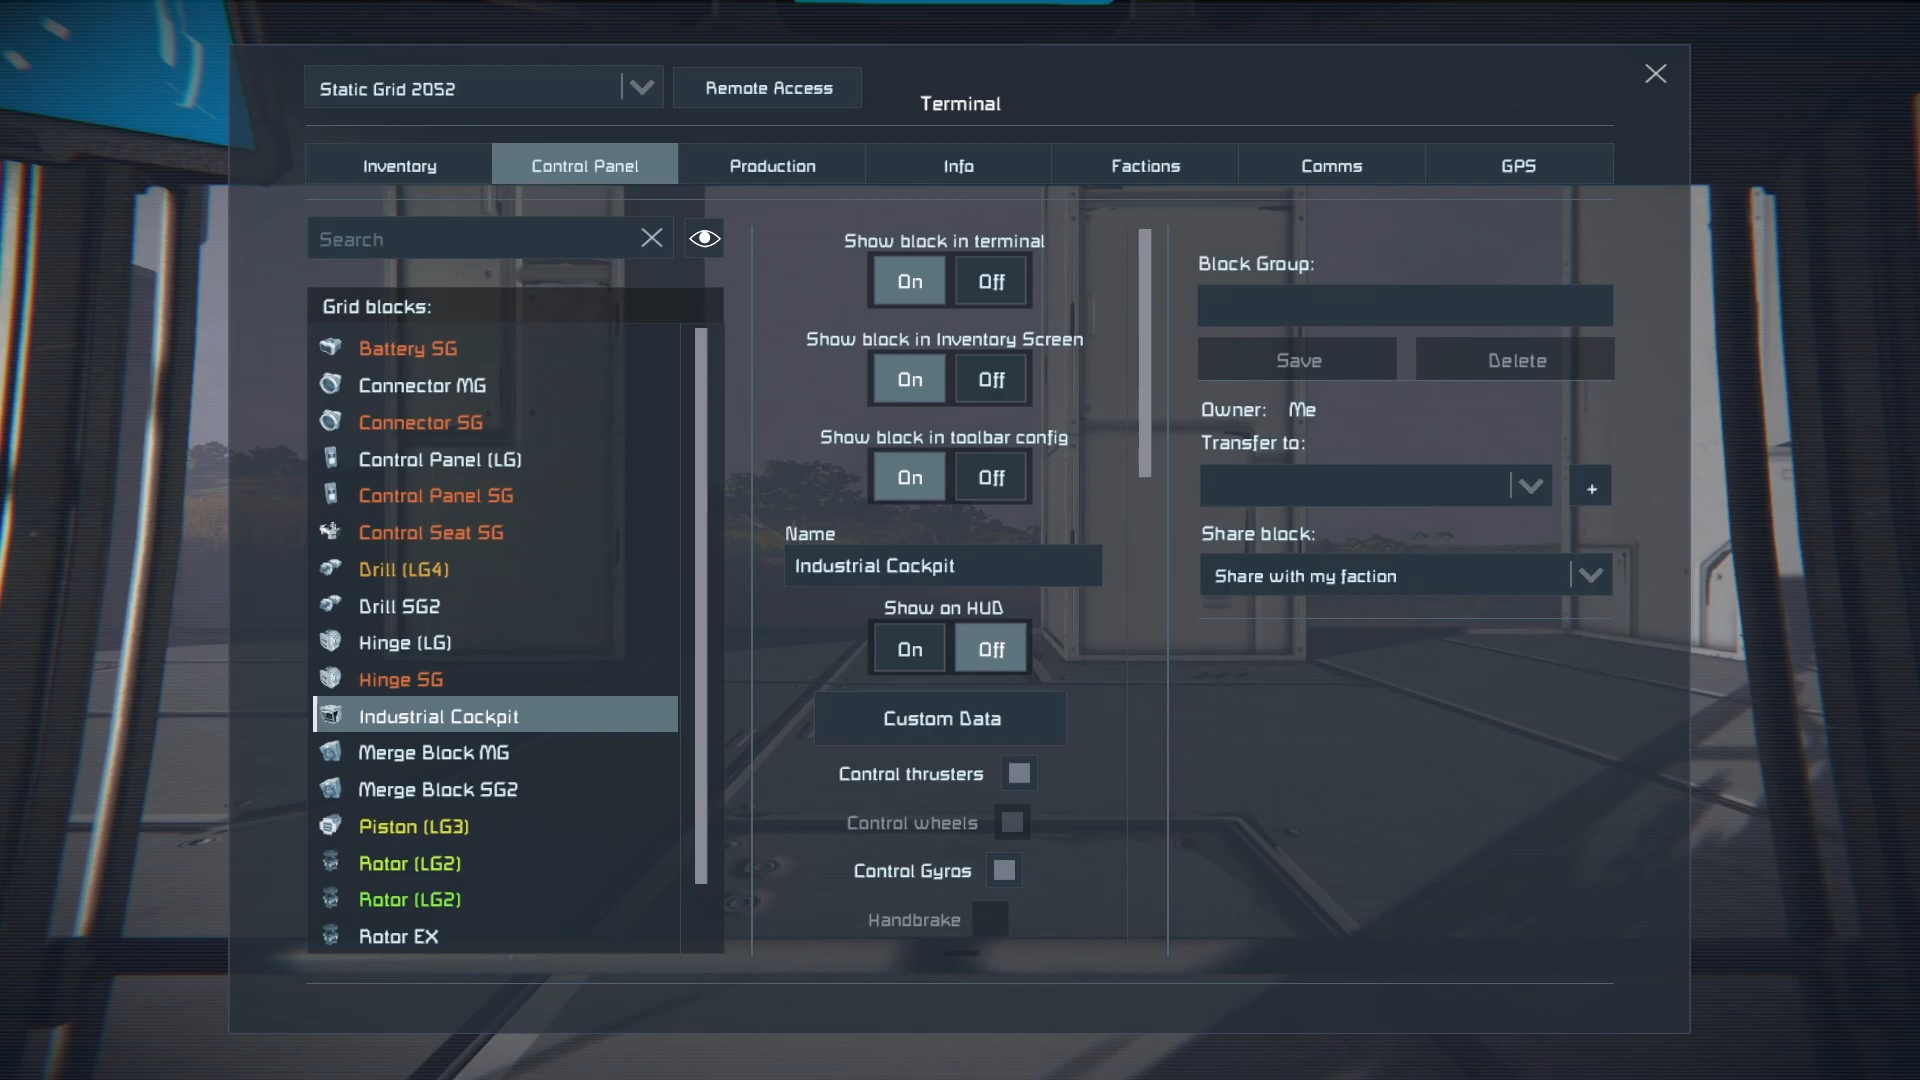 Static Grid 2052
Remote Access
Terminal
Inventory
Control Panel
Production
Info
Factions
Comms
GPS
Search
Grid blocks:
Battery SG
Connector MG
Connector SG
Control Panel (LG)
Control Panel SG
Control Seat SG
Drill (LG4)
Drill SG2
Hinge (LG)
Hinge SG
Industrial Cockpit
Merge Block MG
Merge Block SG2
Piston (LG3)
Rotor (LG2)
Rotor (LG2)
Rotor EX
Show block in terminal
On Off
Show block in Inventory Screen
On Off
Show block in toolbar config
On Off
Name
Industrial Cockpit
Show on HUD
On Off
Custom Data
Control thrusters
Control wheels
Control Gyros
Handbrake
Block Group:
Save Delete
Owner: Me
Transfer to:
+
Share block:
Share with my faction